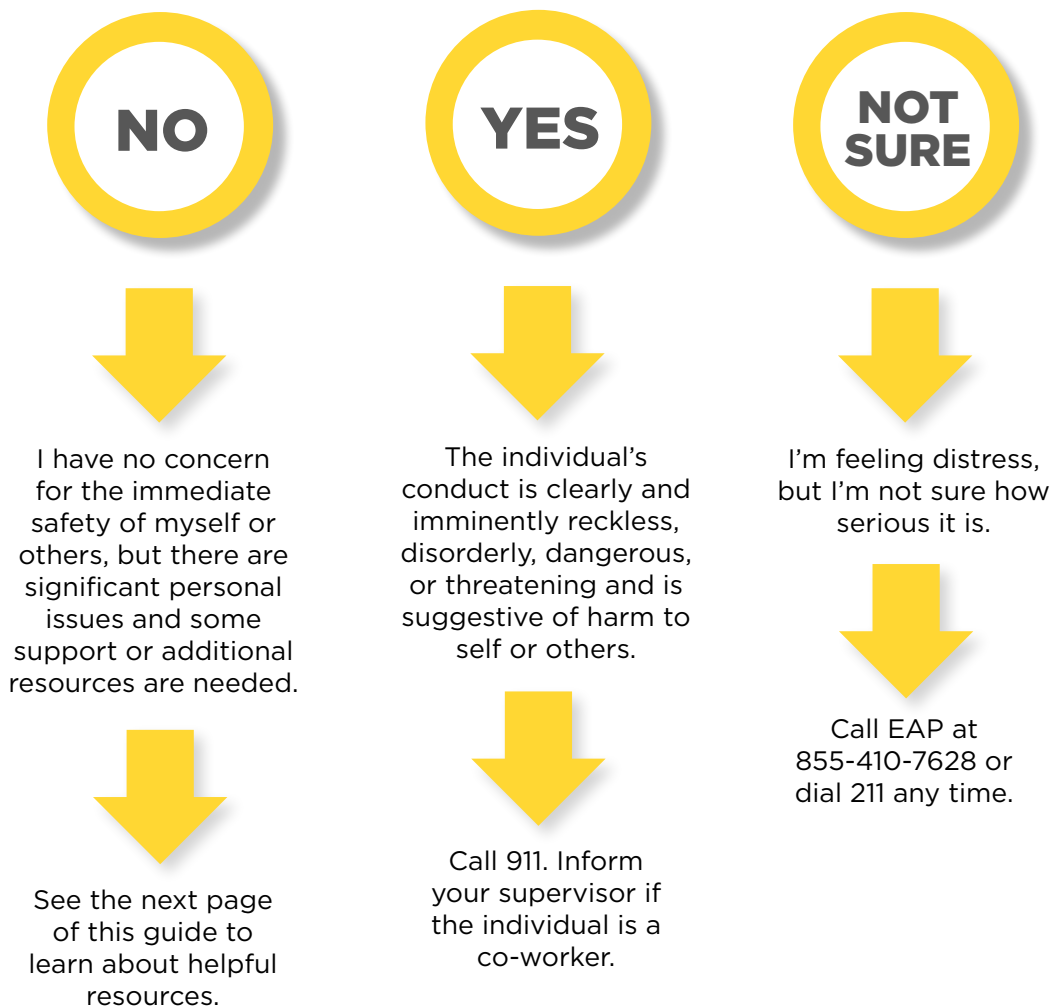 NO
I have no concern
for the immediate
safety of myself or
others, but there are
significant personal
issues and some
support or additional
resources are needed.
See the next page
of this guide to
learn about helpful
resources.
YES
The individual’s
conduct is clearly and
imminently reckless,
disorderly, dangerous,
or threatening and is
suggestive of harm to
self or others.
Call 911. Inform
your supervisor if
the individual is a
co-worker.
NOT
SURE
I’m feeling distress,
but I’m not sure how
serious it is.
Call EAP at
855-410-7628 or
dial 211 any time.